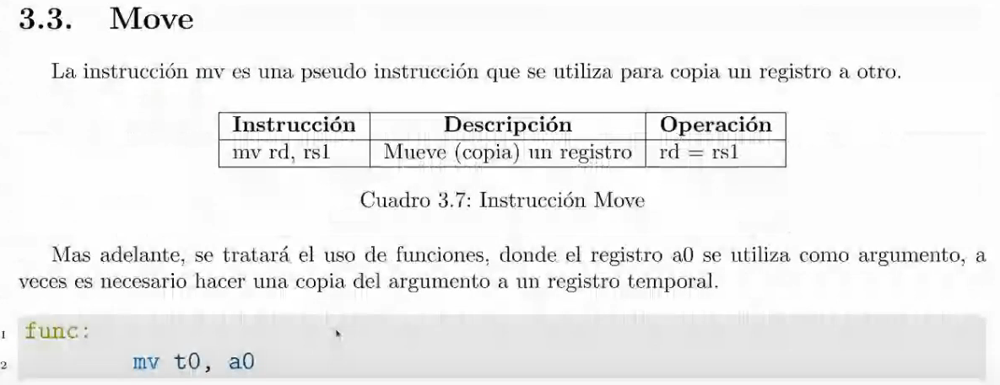 3.3. Move
La instrucción mv es una pseudo instrucción que se utiliza para copia un registro a otro.
Instrucción Descripción Operación
mv rd, rs1 Mueve (copia) un registro rd = rs1
Cuadro 3.7: Instrucción Move
Mas adelante, se tratará el uso de funciones, donde el registro a0 se utiliza como argumento, a
veces es necesario hacer una copia del argumento a un registro temporal.
1 func:
2 mv t0, a0